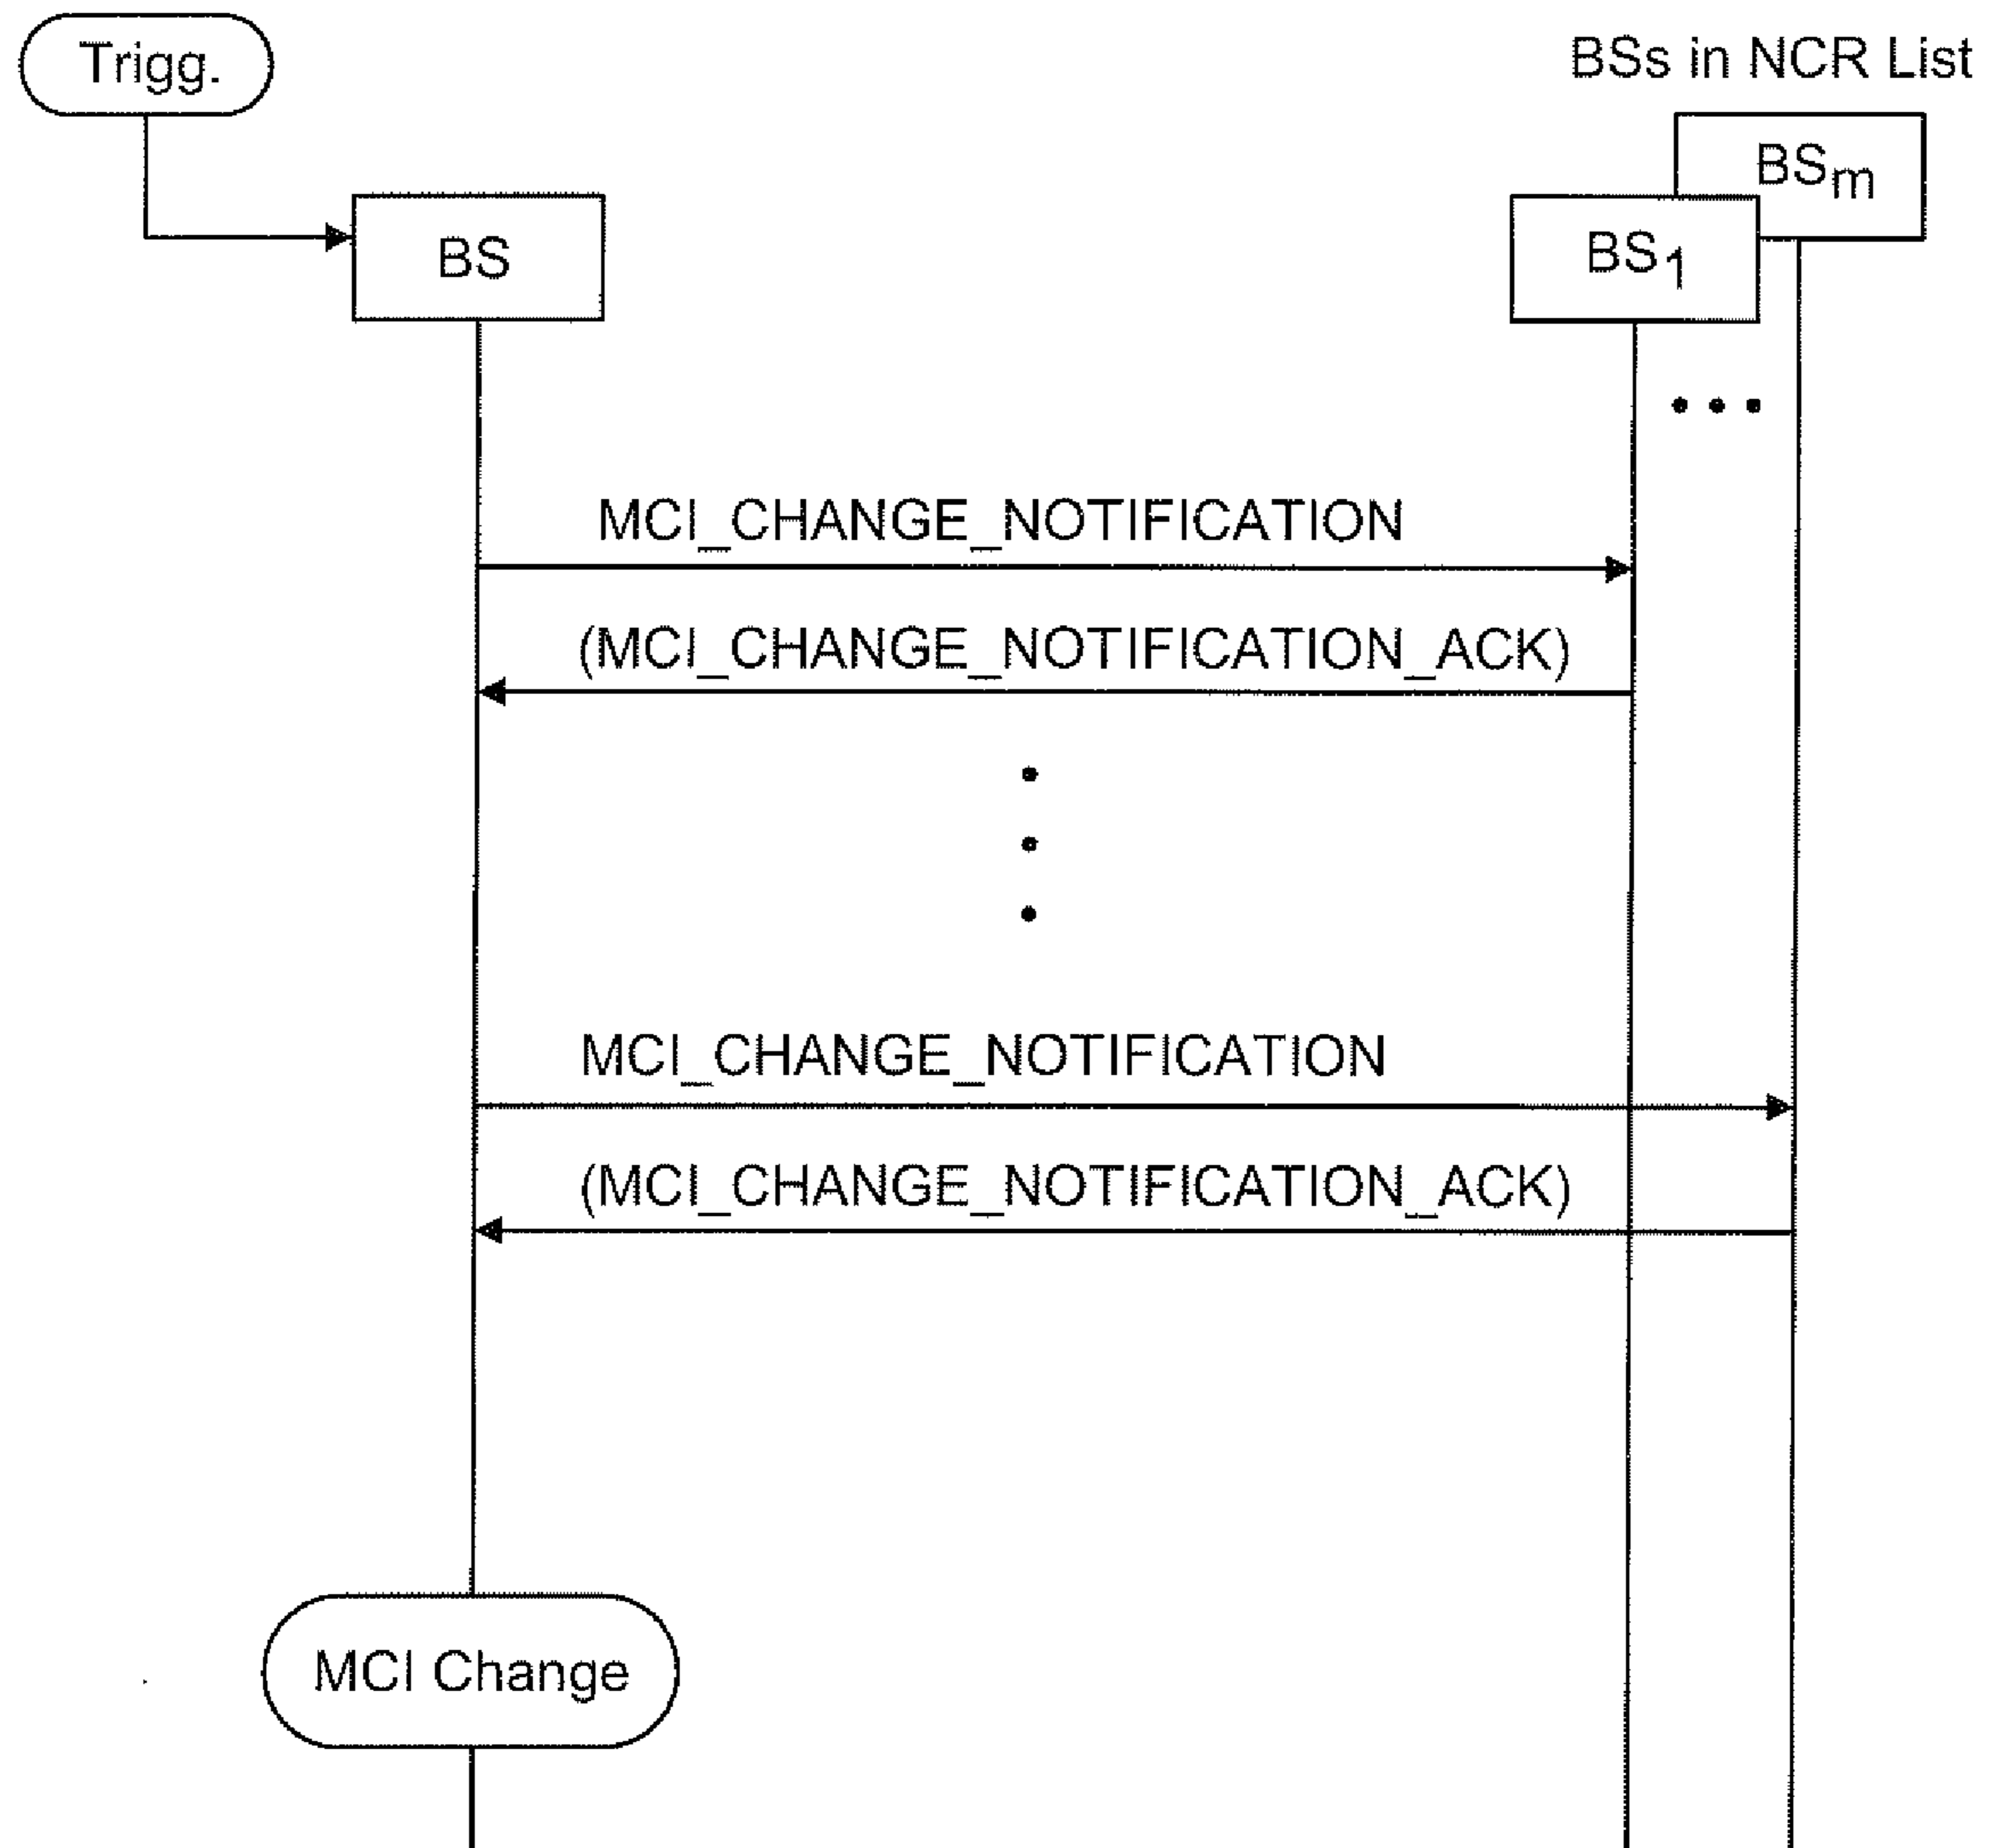 Trigg.
BSs in NCR List
BSm
BS
BS1
MCI_CHANGE_NOTIFICATION
(MCI_CHANGE_NOTIFICATION_ACK)
MCI_CHANGE_NOTIFICATION
(MCI_CHANGE_NOTIFICATION_ACK)
MCI Change